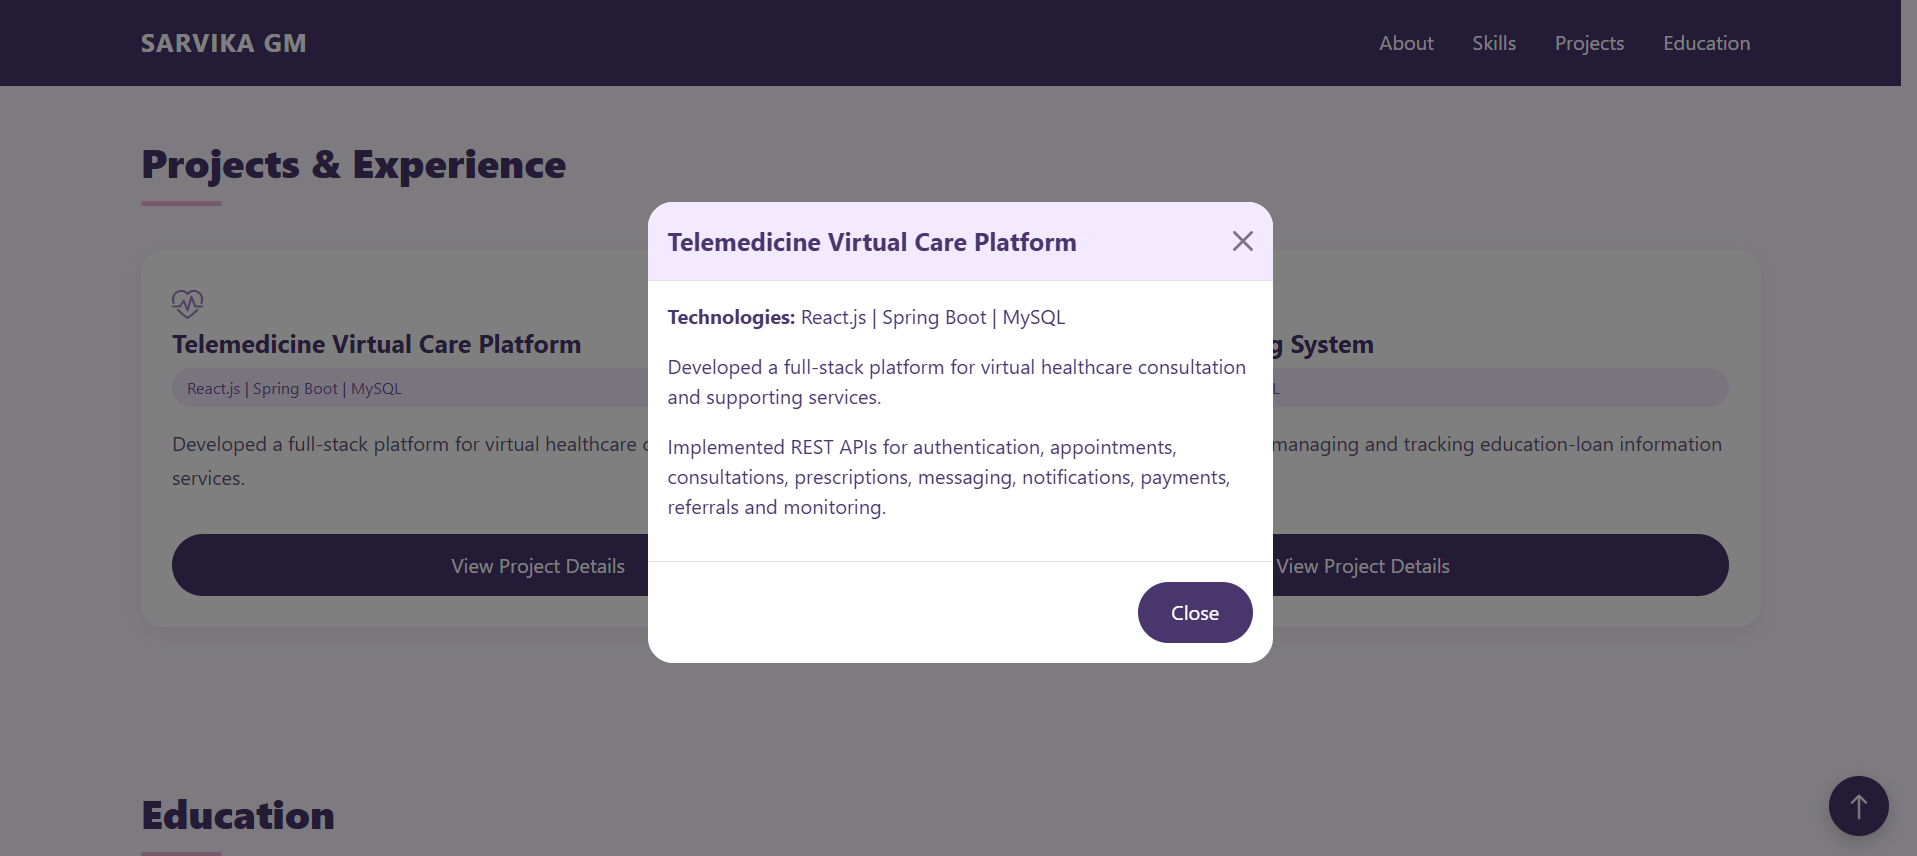 SARVIKA GM
About Skills Projects Education
Projects & Experience
Telemedicine Virtual Care Platform
React.js | Spring Boot | MySQL
Developed a full-stack platform for virtual healthcare
services.
View Project Details
System
managing and tracking education-loan information
View Project Details
Telemedicine Virtual Care Platform
Technologies: React.js | Spring Boot | MySQL
Developed a full-stack platform for virtual healthcare consultation
and supporting services.
Implemented REST APIs for authentication, appointments,
consultations, prescriptions, messaging, notifications, payments,
referrals and monitoring.
Close
Education